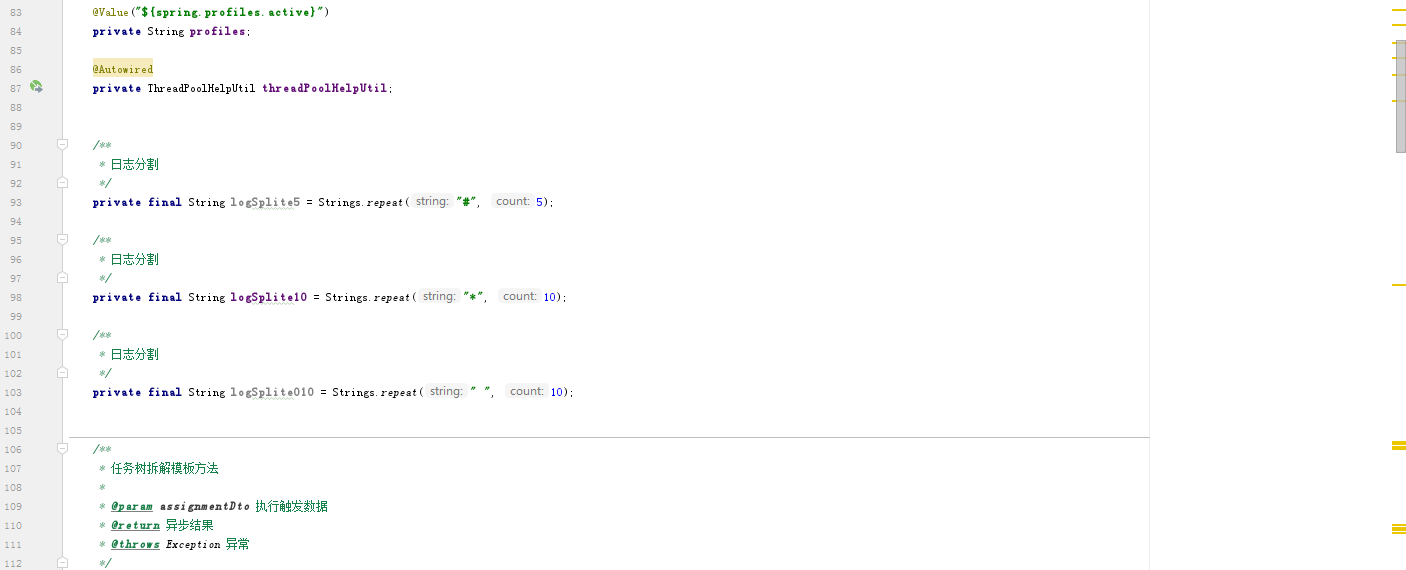 83 @Value("${spring.profiles.active}")
84 private String profiles;
85
86 @Autowired
87 private ThreadPoolHelpUtil threadPoolHelpUtil;
88
89
90 /**
91 * 日志分割
92 */
93 private final String logSplite5 = Strings.repeat( string: "#", count: 5);
94
95 /**
96 * 日志分割
97 */
98 private final String logSplite10 = Strings.repeat( string: "*", count: 10);
99
100 /**
101 * 日志分割
102 */
103 private final String logSplite010 = Strings.repeat( string: " ", count: 10);
104
105
106 /**
107 * 任务树拆解模板方法
108 *
109 * @param assignmentDto 执行触发数据
110 * @return 异步结果
111 * @throws Exception 异常
112 */